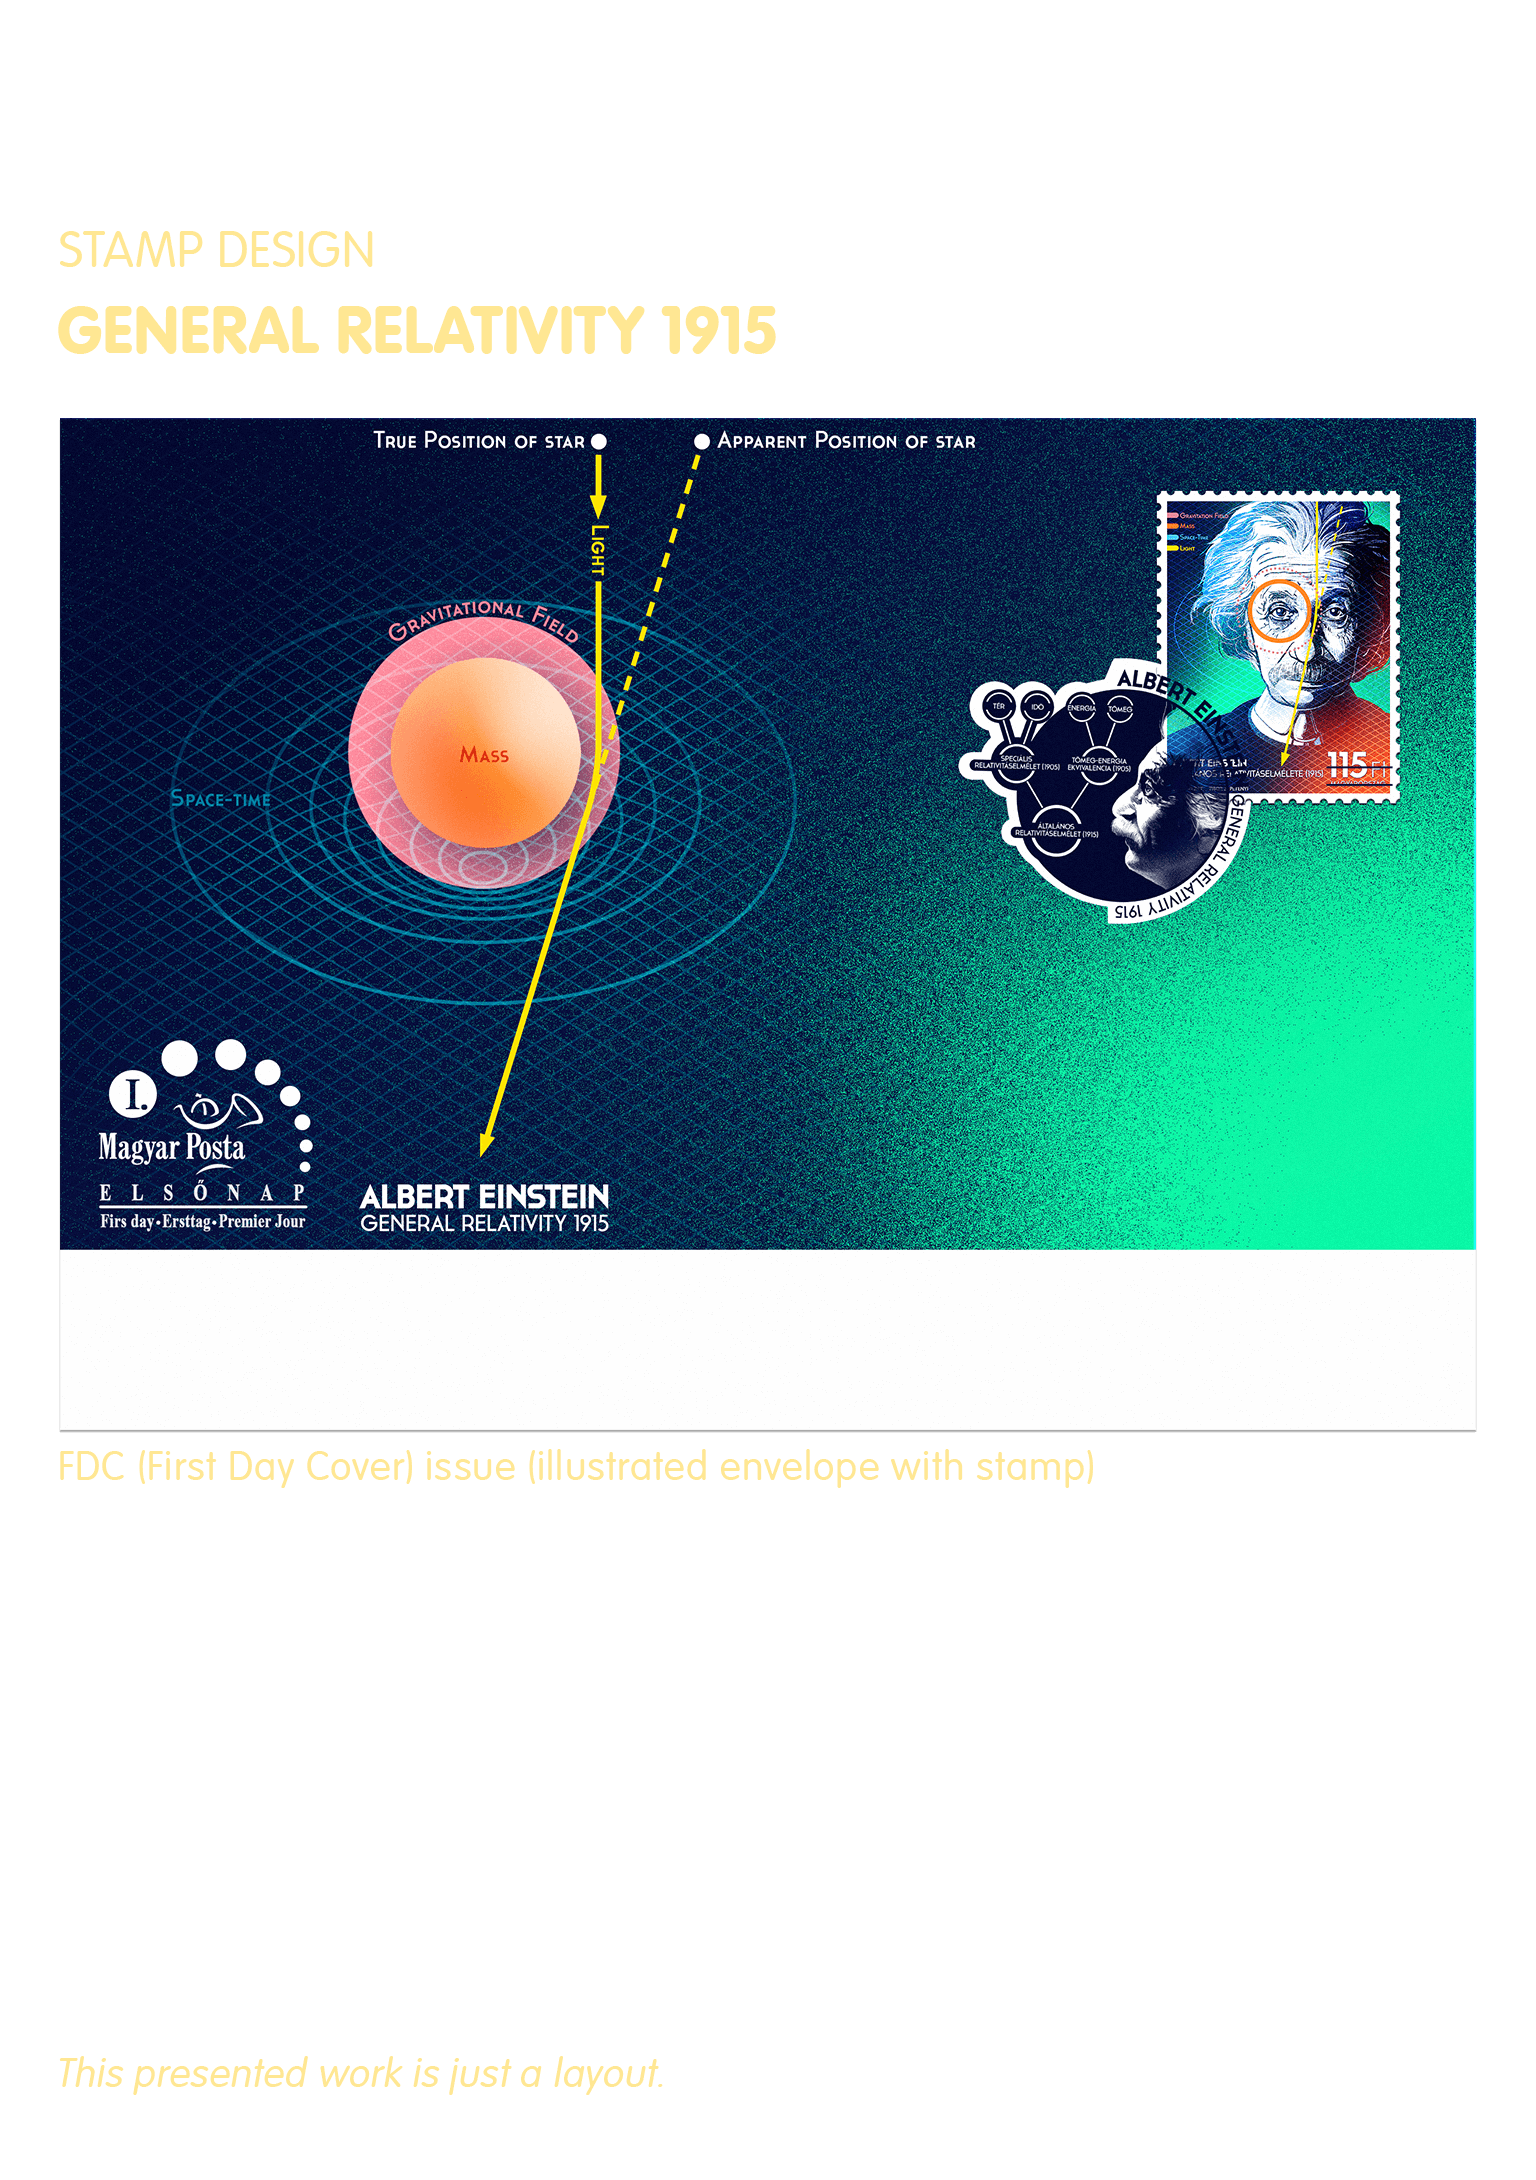 STAMP DESIGN
GENERAL RELATIVITY 1915
TRUE POSITION OF STAR
APPARENT POSITION OF STAR
LIGHT
GRAVITATIONAL FIELD
MASS
SPACE-TIME
GRAVITATION FIELD
MASS
SPACE-TIME
LIGHT
115 FT
ALBERT EINSTEIN
GENERAL RELATIVITY 1915
TÉR
IDŐ
ENERGIA
TÖMEG
SPECIÁLIS
RELATIVITÁSELMÉLET (1905)
TÖMEG-ENERGIA
EKVIVALENCIA (1905)
ÁLTALÁNOS
RELATIVITÁSELMÉLET (1915)
I.
Magyar Posta
ELSŐNAP
Firs day•Ersttag•Premier Jour
ALBERT EINSTEIN
GENERAL RELATIVITY 1915
FDC (First Day Cover) issue (illustrated envelope with stamp)
This presented work is just a layout.